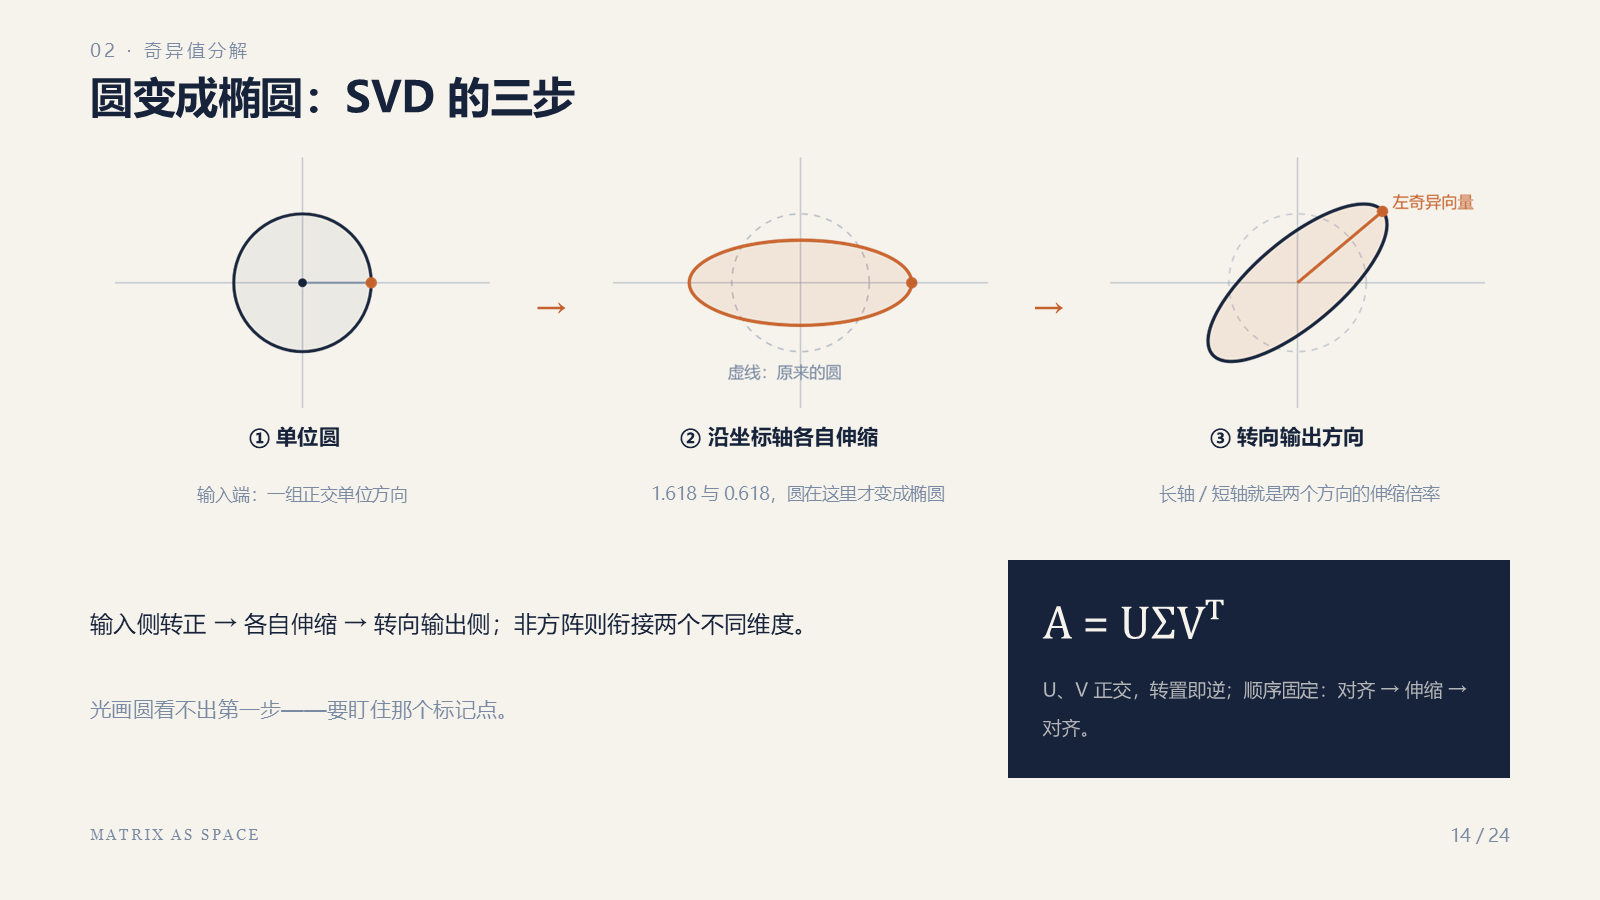 02 · 奇异值分解
圆变成椭圆：SVD 的三步
左奇异向量
→
→
虚线：原来的圆
① 单位圆
② 沿坐标轴各自伸缩
③ 转向输出方向
输入端：一组正交单位方向
1.618 与 0.618，圆在这里才变成椭圆
长轴 / 短轴就是两个方向的伸缩倍率
输入侧转正 → 各自伸缩 → 转向输出侧；非方阵则衔接两个不同维度。
光画圆看不出第一步——要盯住那个标记点。
A = UΣVᵀ
U、V 正交，转置即逆；顺序固定：对齐 → 伸缩 →
对齐。
MATRIX AS SPACE
14 / 24